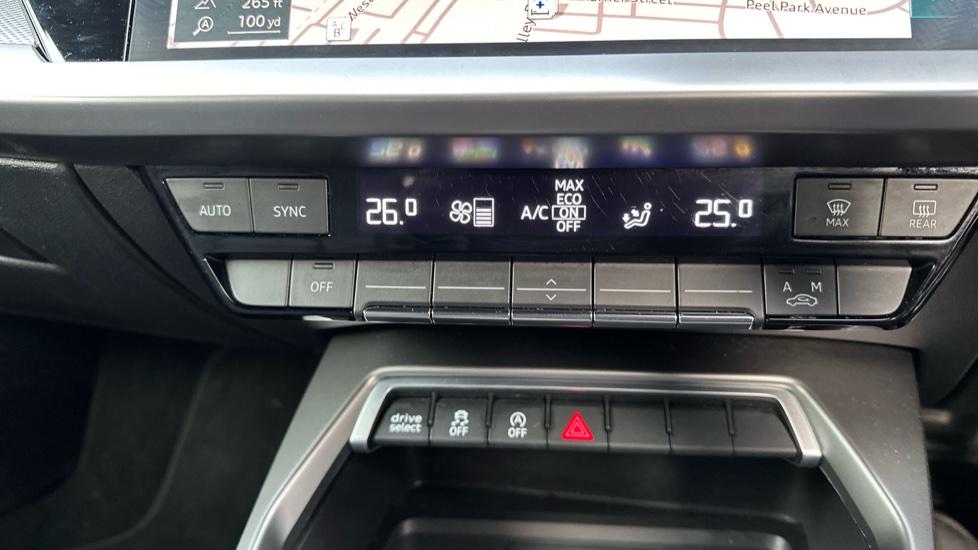 265 ft
Peel Park Avenue
A
100 yd
A
B
MAX
AUTO
SYNC
26.0
A/C
ECO
ON
OFF
25.0
MAX
REAR
OFF
A M
drive
select
OFF
A
OFF